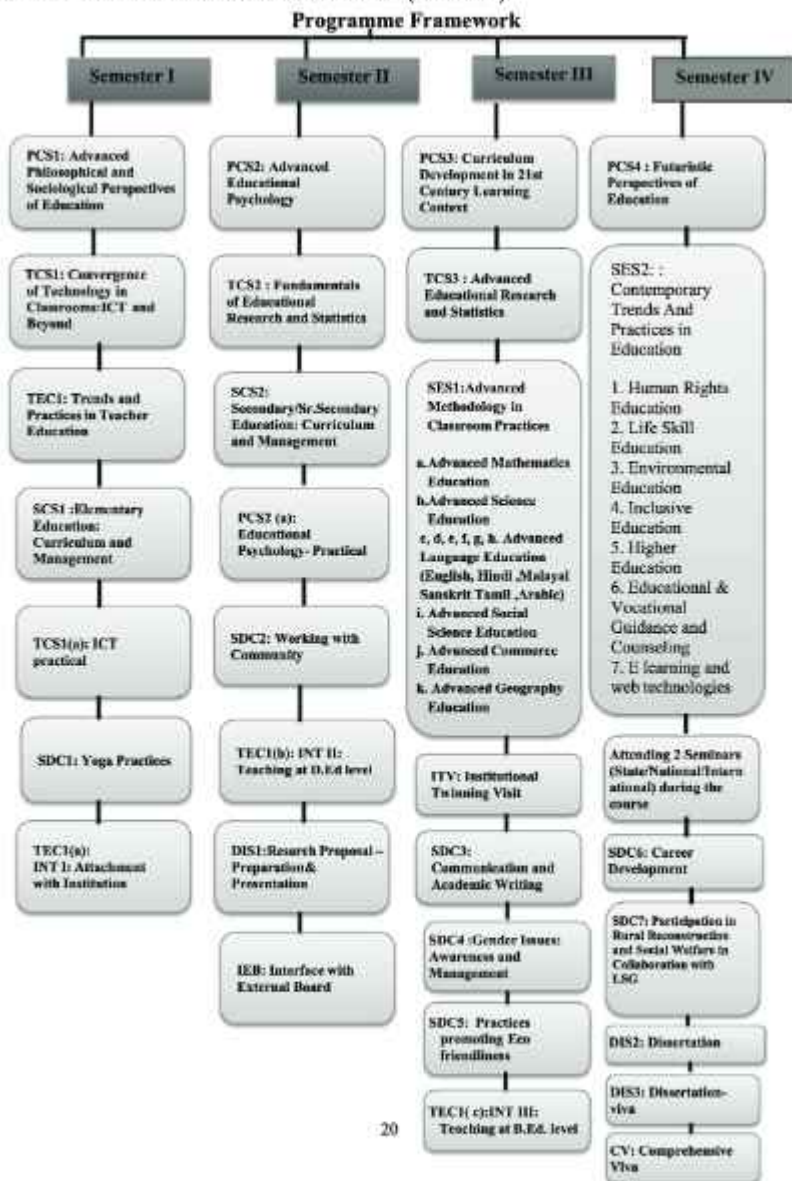 Programme Framework
Semester I
Semester II
Semester III
Semester IV
PCS1: Advanced
Philosophical and
Sociological Perspectives
of Education
TCS1: Convergence
of Technology in
Classrooms:ICT and
Beyond
TEC1: Trends and
Practices in Teacher
Education
SCS1 :Elementary
Education:
Curriculum and
Management
TCS1(a): ICT
practical
SDC1: Yoga Practices
TEC1(a):
INT I: Attachment
with Institution
PCS2: Advanced
Educational
Psychology
TCS2 : Fundamentals
of Educational
Research and Statistics
SCS2:
Secondary/Sr.Secondary
Education: Curriculum
and Management
PCS2 (a):
Educational
Psychology- Practical
SDC2: Working with
Community
TEC1(b): INT II:
Teaching at D.Ed level
DIS1:Resarch Proposal –
Preparation&
Presentation
IEB: Interface with
External Board
PCS3: Curriculum
Development in 21st
Century Learning
Context
TCS3 : Advanced
Educational Research
and Statistics
SES1:Advanced
Methodology in
Classroom Practices
a.Advanced Mathematics
Education
b.Advanced Science
Education
c, d, e, f, g, h. Advanced
Language Education
(English, Hindi ,Malayal
Sanskrit Tamil ,Arabic)
i. Advanced Social
Science Education
j. Advanced Commerce
Education
k. Advanced Geography
Education
ITV: Institutional
Twinning Visit
SDC3:
Communication and
Academic Writing
SDC4 :Gender Issues:
Awareness and
Management
SDC5: Practices
promoting Eco
friendliness
TEC1( c):INT III:
Teaching at B.Ed. level
PCS4 : Futuristic
Perspectives of
Education
SES2: :
Contemporary
Trends And
Practices in
Education
1. Human Rights
Education
2. Life Skill
Education
3. Environmental
Education
4. Inclusive
Education
5. Higher
Education
6. Educational &
Vocational
Guidance and
Counseling
7. E learning and
web technologies
Attending 2 Seminars
(State/National/Intern
ational) during the
course
SDC6: Career
Development
SDC7: Participation in
Rural Reconstruction
and Social Welfare in
Collaboration with
LSG
DIS2: Dissertation
DIS3: Dissertation-
viva
CV: Comprehensive
Viva
20